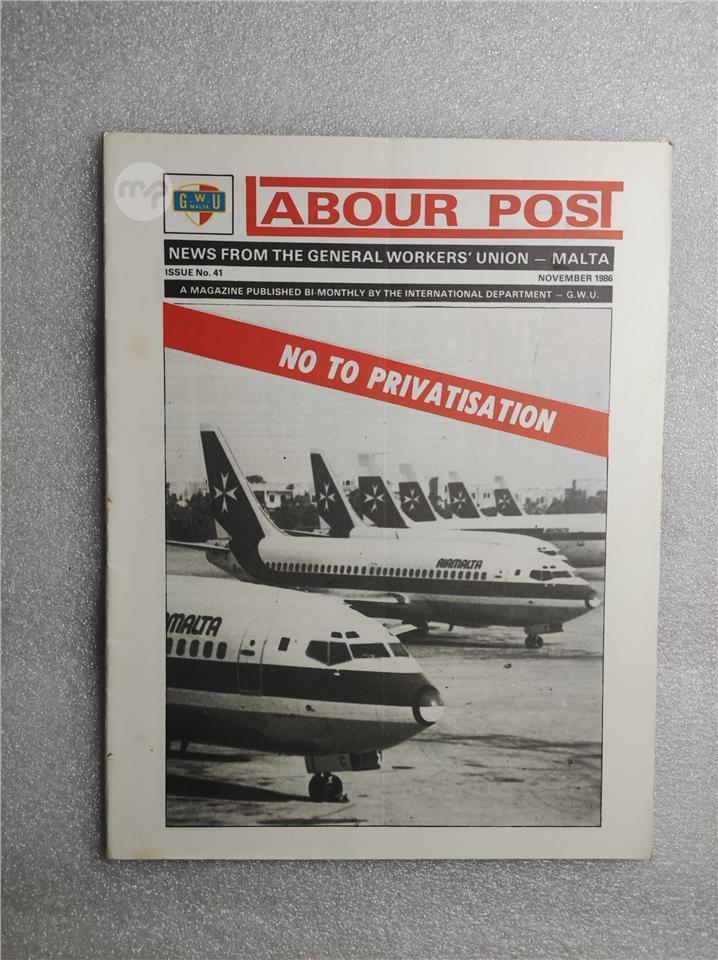 mp
G.W.U
MALTA
LABOUR POST
NEWS FROM THE GENERAL WORKERS' UNION — MALTA
ISSUE No. 41
NOVEMBER 1986
A MAGAZINE PUBLISHED BI-MONTHLY BY THE INTERNATIONAL DEPARTMENT — G.W.U.
NO TO PRIVATISATION
AIRMALTA
MALTA
C